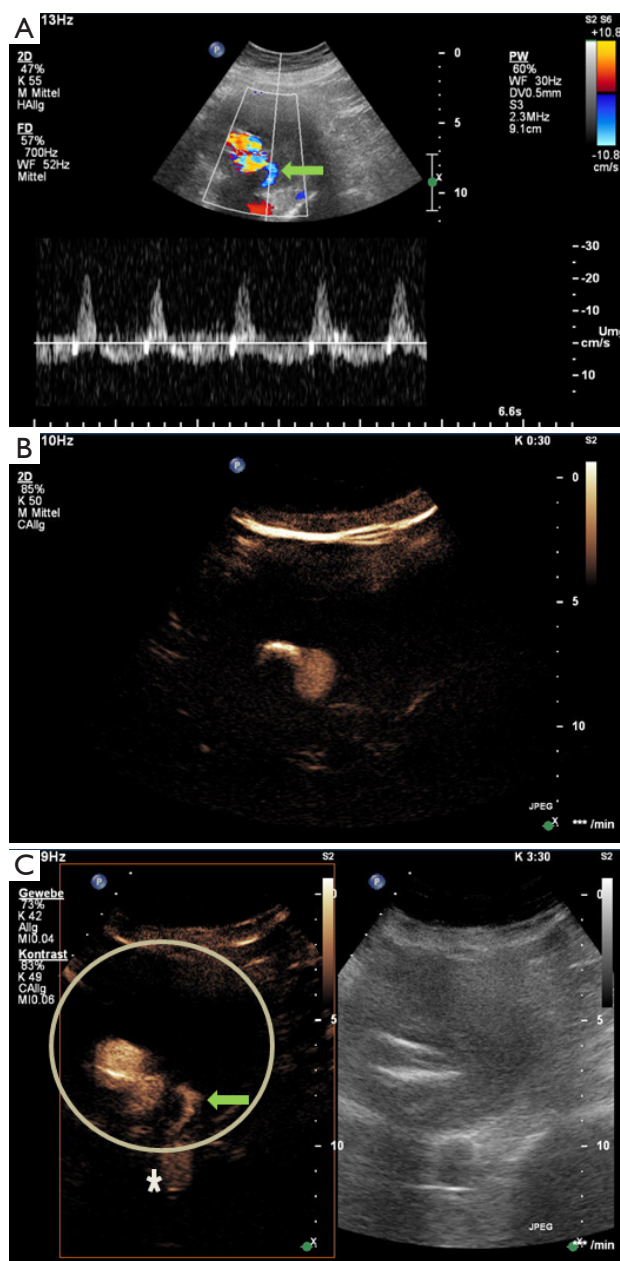 A
13Hz
2D
47%
K 55
M Mittel
HAllg
FD
57%
700Hz
WF 52Hz
Mittel
P
0
5
X
10
PW
60%
WF 30Hz
DV0.5mm
S3
2.3MHz
9.1cm
S2 S6
+10.8
-10.8
cm/s
-30
-20
-10
Umg
cm/s
10
6.6s
B
10Hz
K 0:30
S2
2D
85%
K 50
M Mittel
CAllg
P
0
5
10
JPEG
X
*** /min
C
9Hz
S2
K 3:30
S2
Gewebe
73%
K 42
Allg
MI0.04
Kontrast
83%
K 49
CAllg
MI0.06
P
P
0
0
5
5
10
10
*
JPEG
X
X
/min